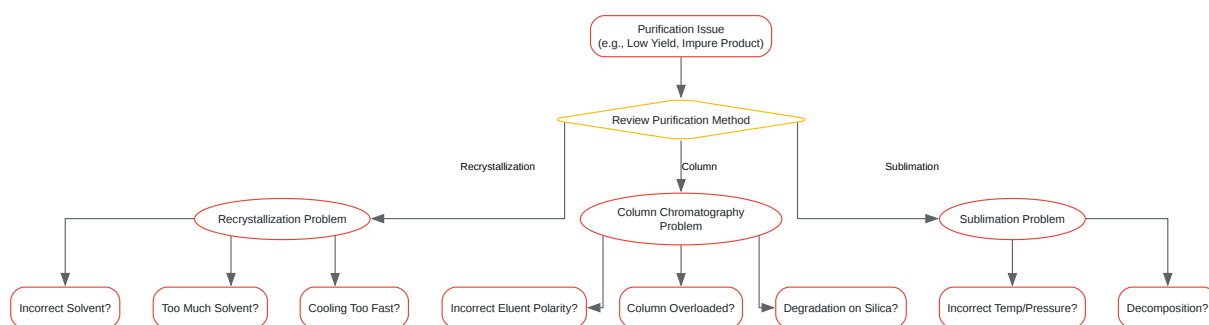 Purification Issue
(e.g., Low Yield, Impure Product)
Review Purification Method
Recrystallization
Column
Sublimation
Recrystallization Problem
Column Chromatography
Problem
Sublimation Problem
Incorrect Solvent?
Too Much Solvent?
Cooling Too Fast?
Incorrect Eluent Polarity?
Column Overloaded?
Degradation on Silica?
Incorrect Temp/Pressure?
Decomposition?